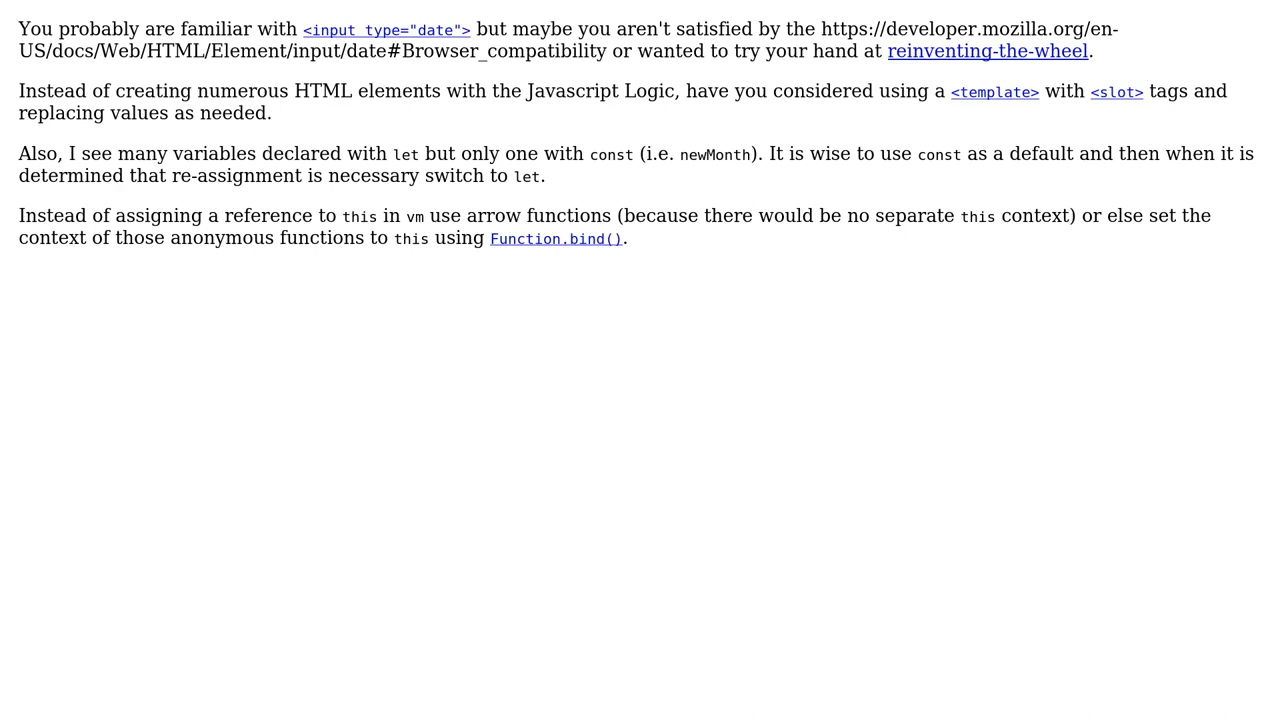 You probably are familiar with <input type="date"> but maybe you aren't satisfied by the https://developer.mozilla.org/en-
US/docs/Web/HTML/Element/input/date#Browser_compatibility or wanted to try your hand at reinventing-the-wheel.
Instead of creating numerous HTML elements with the Javascript Logic, have you considered using a <template> with <slot> tags and
replacing values as needed.
Also, I see many variables declared with let but only one with const (i.e. newMonth). It is wise to use const as a default and then when it is
determined that re-assignment is necessary switch to let.
Instead of assigning a reference to this in vm use arrow functions (because there would be no separate this context) or else set the
context of those anonymous functions to this using Function.bind().